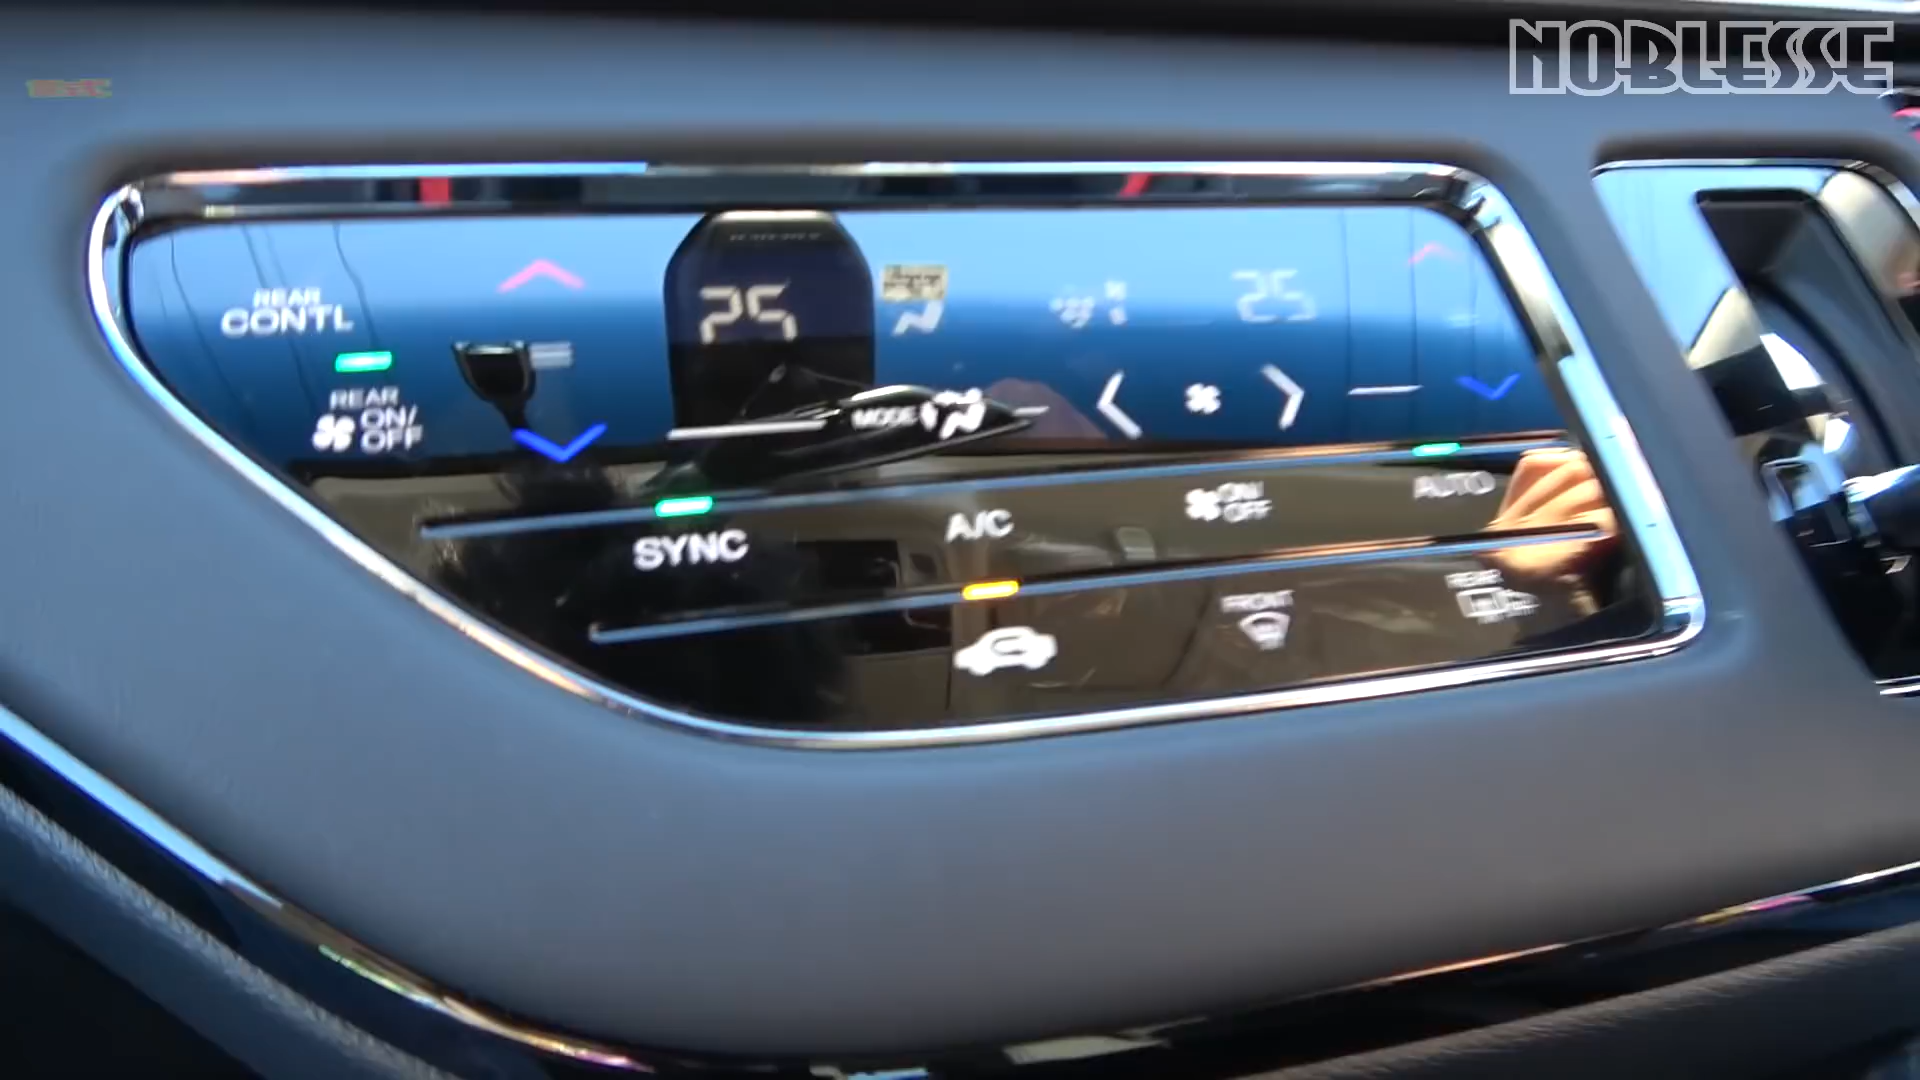 NOBLESSE
REAR
CONTL
25
25
REAR
ON/
OFF
MODE
SYNC
A/C
ON/
OFF
AUTO
FRONT
REAR